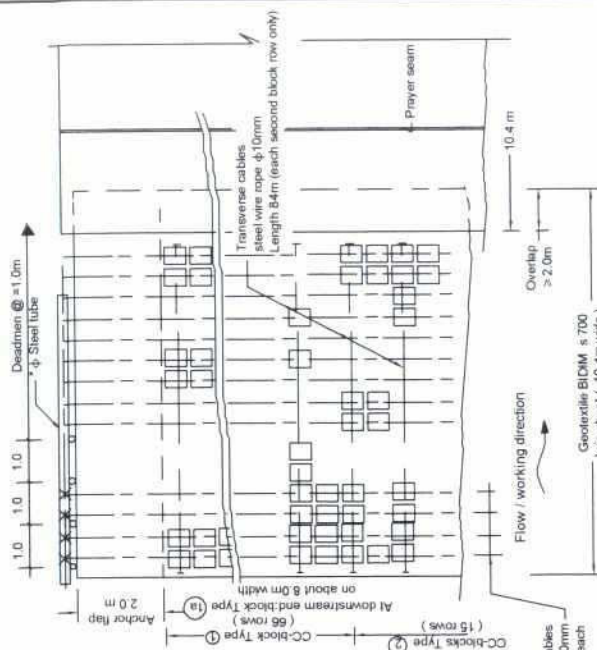 Deadmen @ ≡1.0m
* ϕ Steel tube
1.0
1.0
1.0
Transverse cables
steel wire rope ϕ10mm
Length 84m (each second block row only)
Prayer seam
10.4 m
Overlap
≥ 2.0m
Anchor flap
2.0 m
At downstream end:block Type 1a
on about 8.0m width
CC-block Type 1
( 66 rows )
CC-blocks Type 2
( 15 rows )
Flow / working direction
Geotextile BIDIM s 700
0mm
each